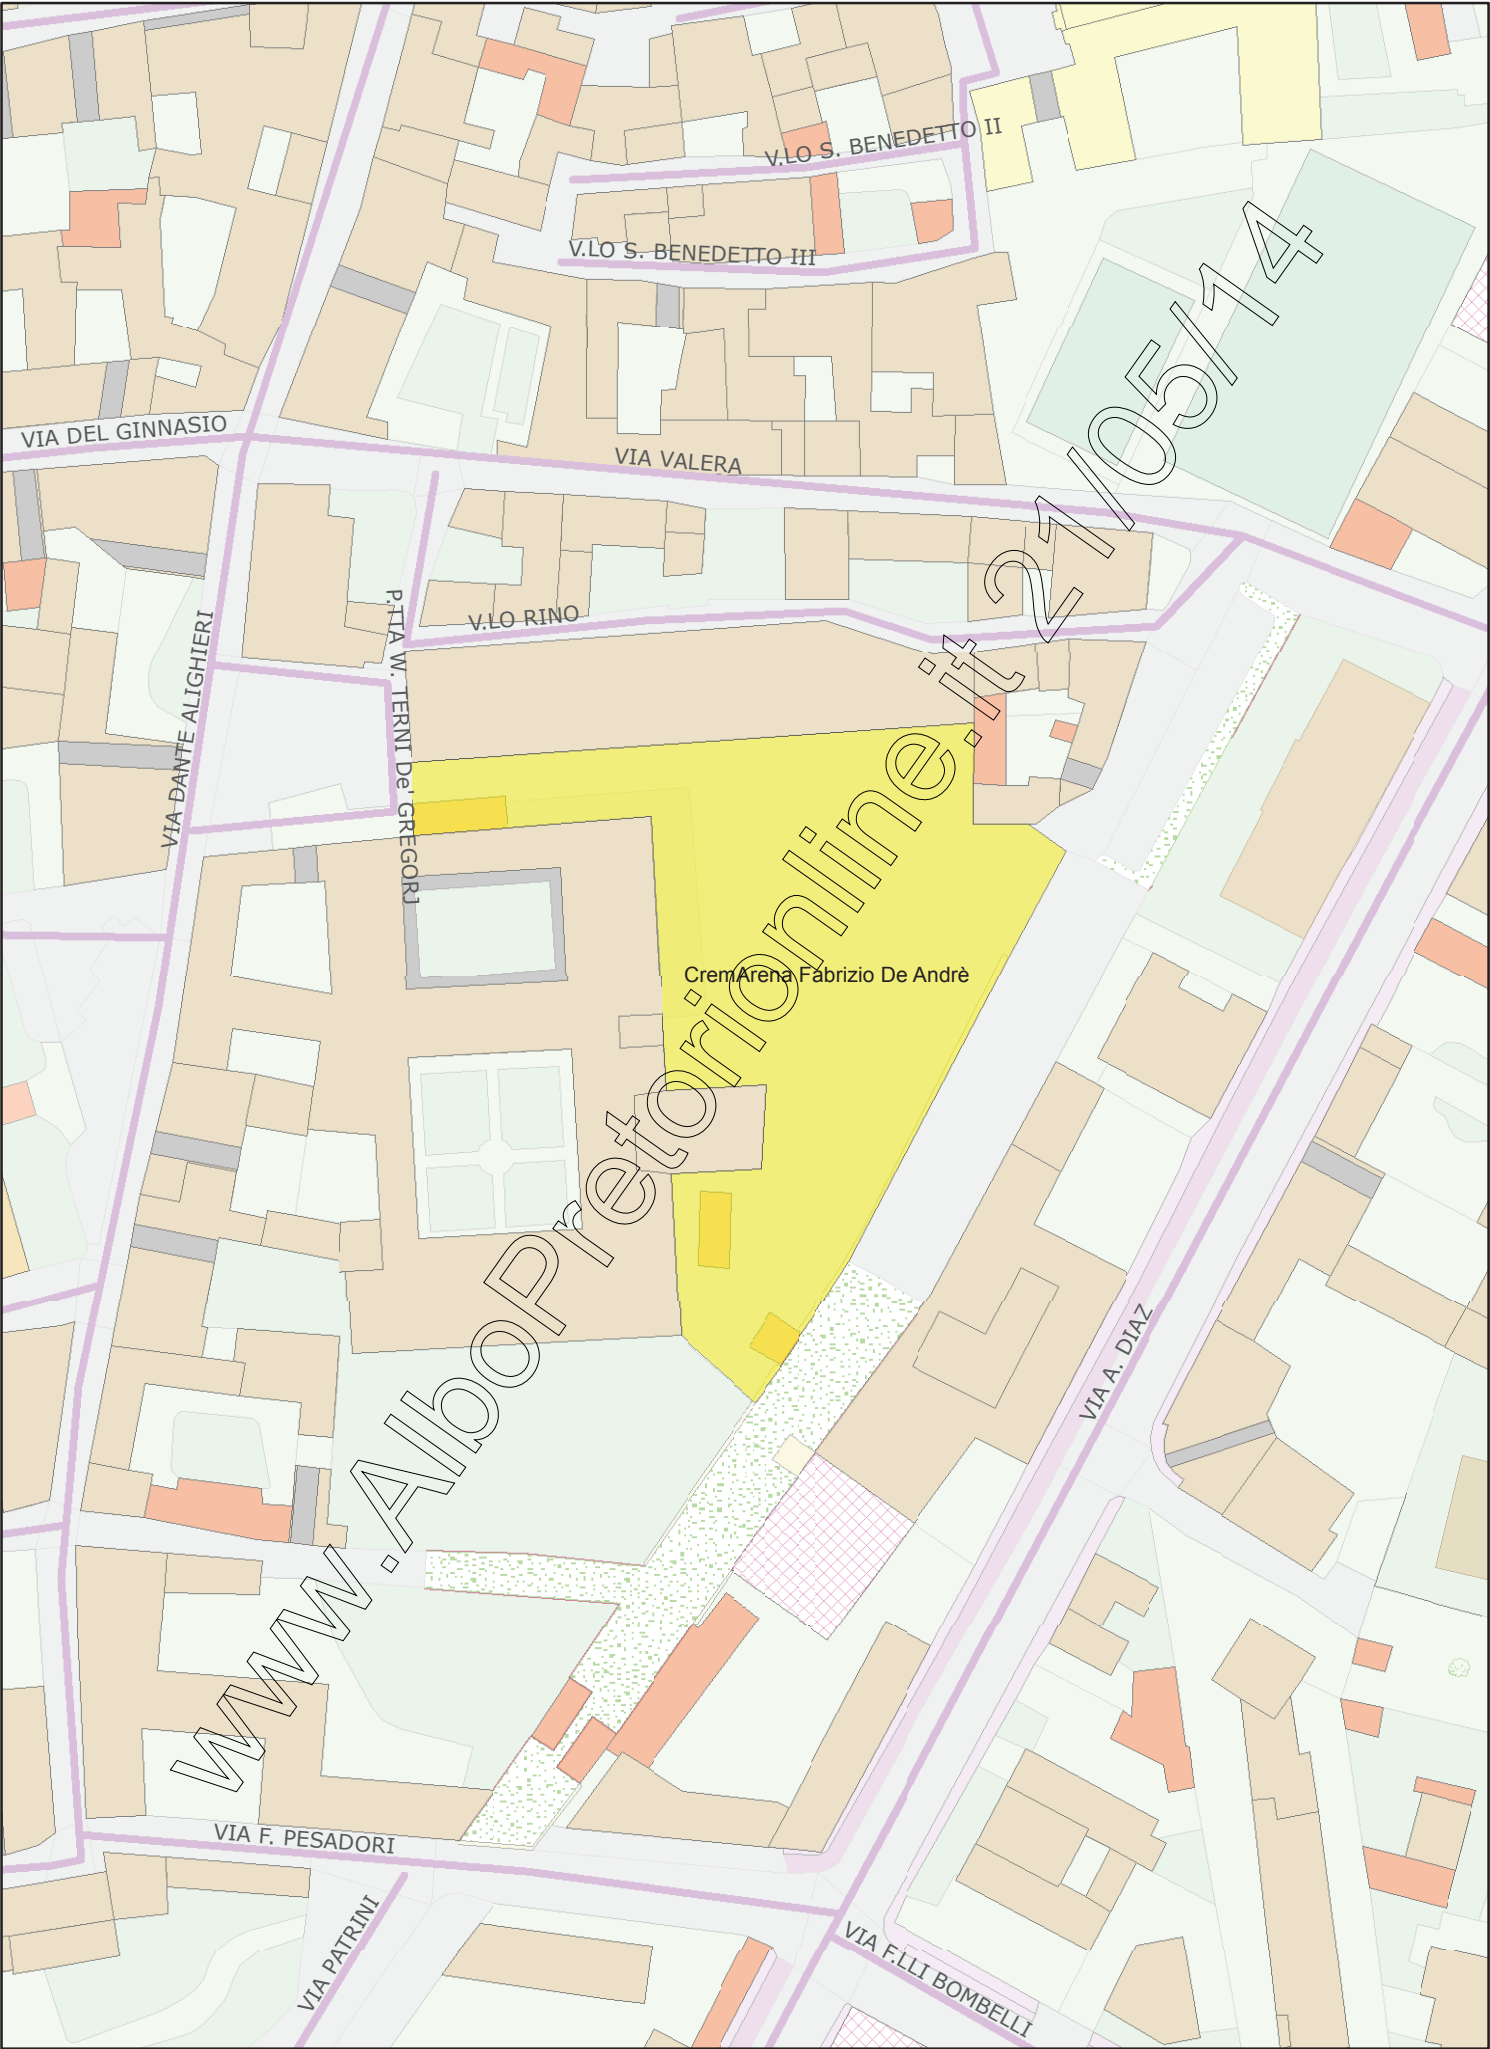 V.LO S. BENEDETTO II
V.LO S. BENEDETTO III
VIA DEL GINNASIO
VIA VALERA
V.LO RINO
P.TTA W. TERNI De' GREGORJ
VIA DANTE ALIGHIERI
CremArena Fabrizio De Andrè
VIA A. DIAZ
VIA F. PESADORI
VIA PATRINI
VIA F.LLI BOMBELLI
www.AlboPretorionline.it 21/05/14